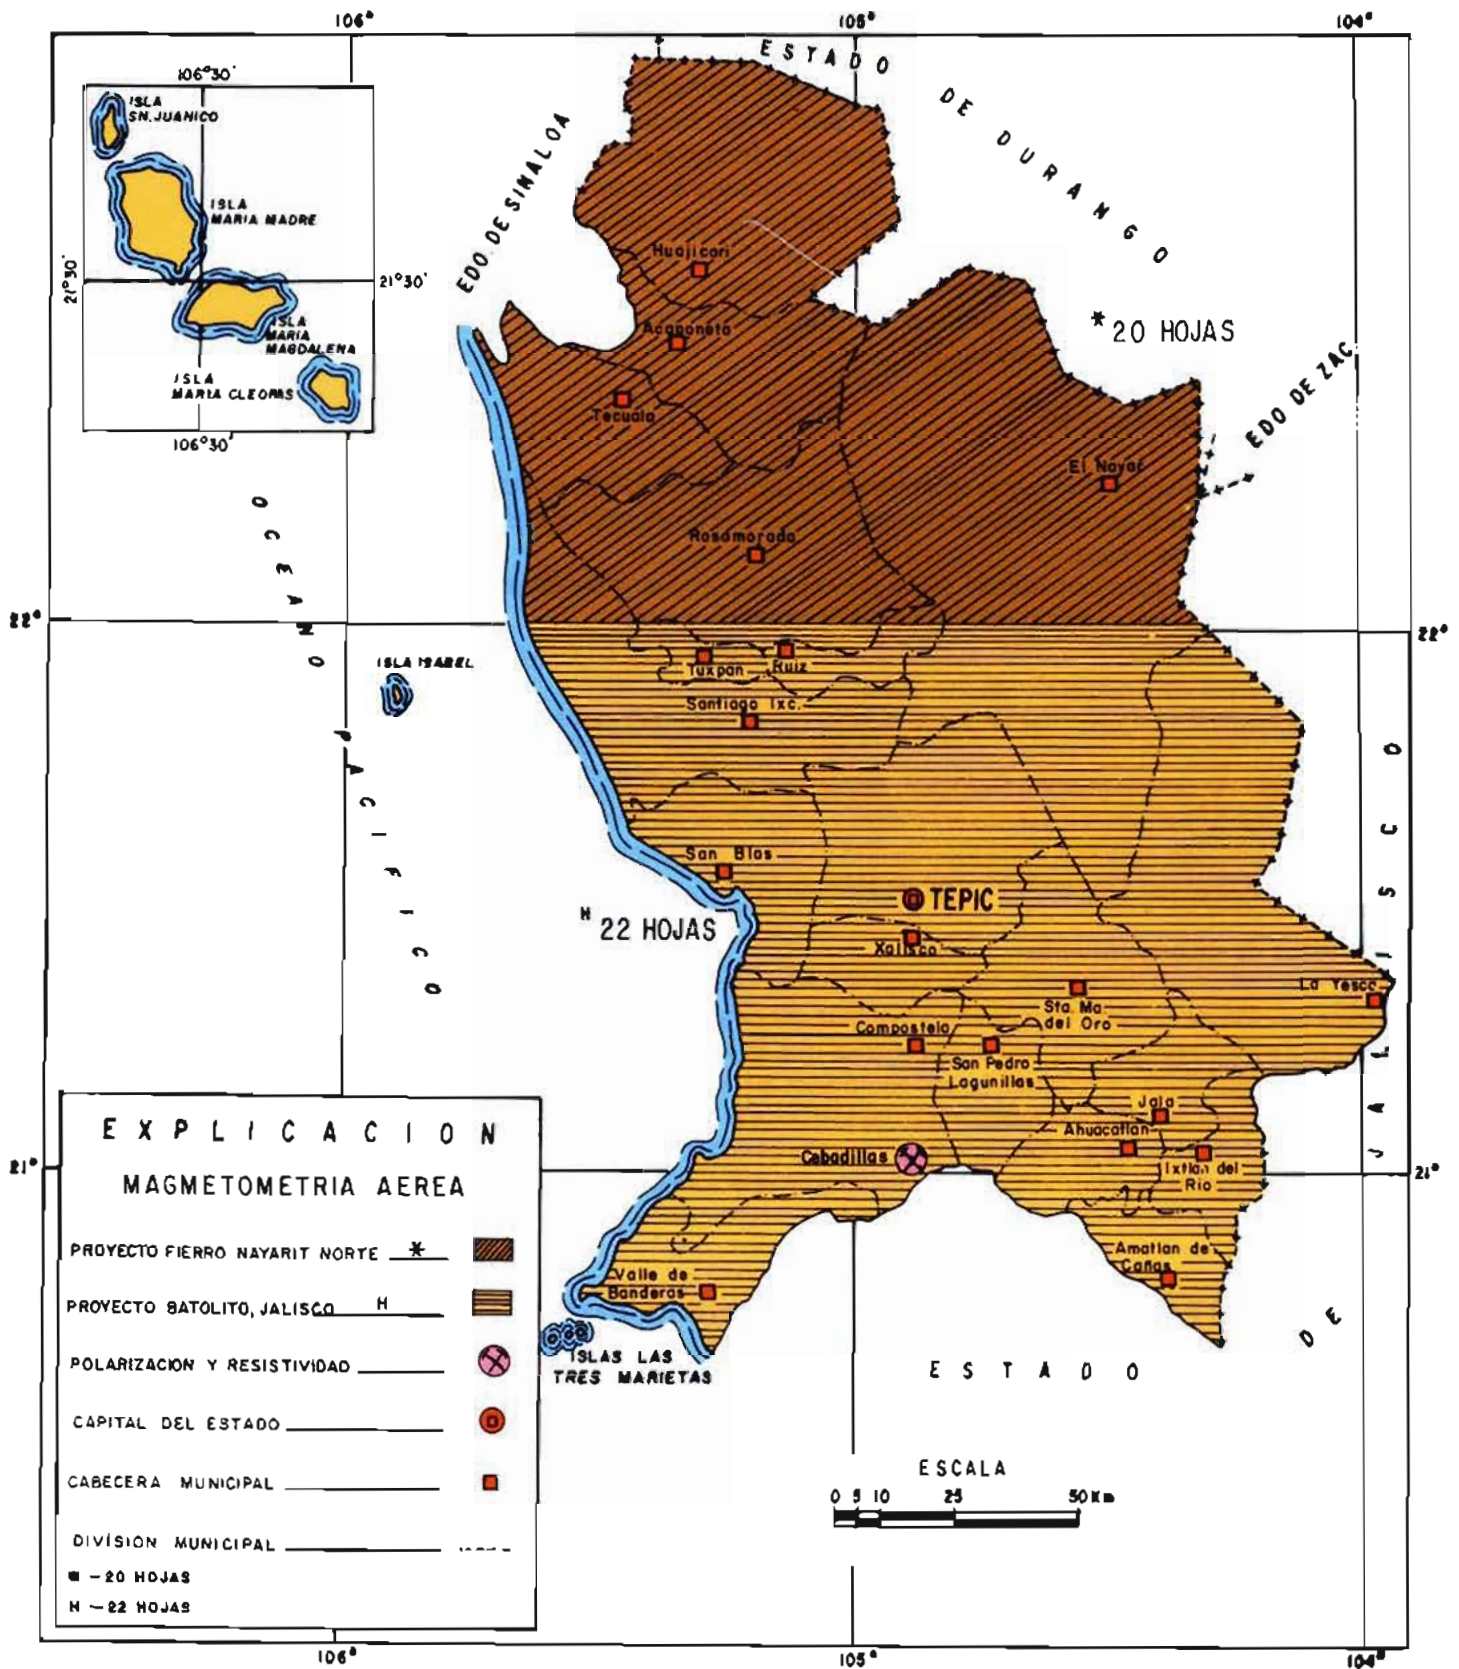 106°
105°
104°
106°30'
ISLA
SN. JUANICO
ISLA
MARIA MADRE
21°30'
21°30'
ISLA
MARIA
MAGDALENA
ISLA
MARIA CLEOFAS
106°30'
ESTADO
DE DURANGO
EDO. DE SINALOA
* 20 HOJAS
EDO DE ZAC.
Huajicori
Acaponeta
Tecuala
El Nayar
Rosamorada
OCEANO PACIFICO
22°
22°
ISLA ISABEL
Tuxpan
Ruiz
Santiago Ixc.
San Blas
TEPIC
H 22 HOJAS
Xalisco
La Yesca
Sta. Ma.
del Oro
Compostela
San Pedro
Lagunillas
Jala
Ahuacatlan
Cebadillas
Ixtlan del
Rio
21°
21°
Amatlan de
Cañas
Valle de
Banderas
ISLAS LAS
TRES MARIETAS
ESTADO
DE
JALISCO
EXPLICACION
MAGMETOMETRIA AEREA
PROYECTO FIERRO NAYARIT NORTE *
PROYECTO BATOLITO, JALISCO H
POLARIZACION Y RESISTIVIDAD
CAPITAL DEL ESTADO
CABECERA MUNICIPAL
DIVISION MUNICIPAL
* - 20 HOJAS
H - 22 HOJAS
ESCALA
0 5 10 25 50 Km
106°
105°
104°